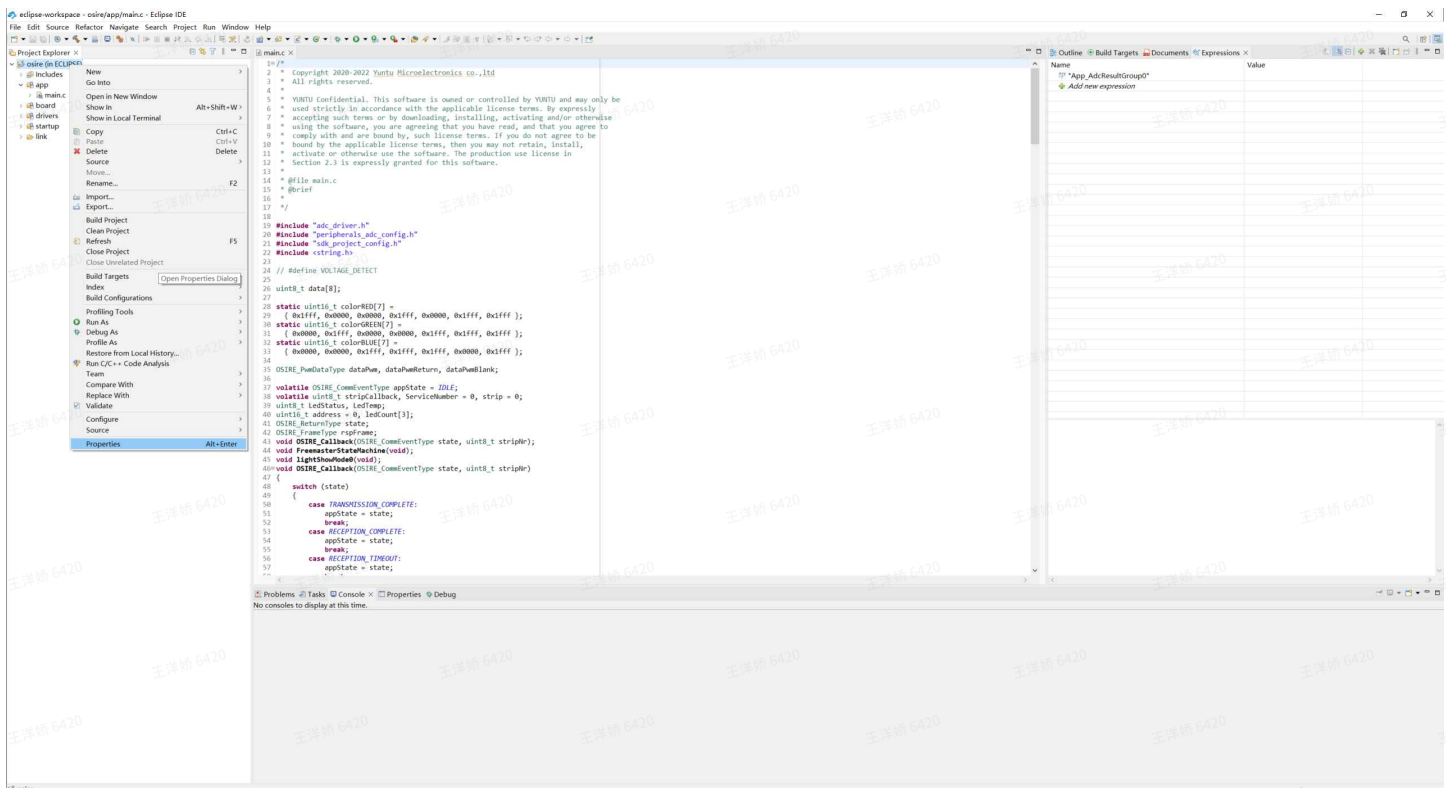 eclipse-workspace - osire/app/main.c - Eclipse IDE
File Edit Source Refactor Navigate Search Project Run Window Help
Project Explorer
main.c
Outline Build Targets Documents Expressions
osire (in ECLIPSE)
Includes
app
main.c
board
drivers
startup
link
New
Go Into
Open in New Window
Show In Alt+Shift+W
Show in Local Terminal
Copy Ctrl+C
Paste Ctrl+V
Delete Delete
Source
Move...
Rename... F2
Import...
Export...
Build Project
Clean Project
Refresh F5
Close Project
Close Unrelated Project
Build Targets
Open Properties Dialog
Index
Build Configurations
Profiling Tools
Run As
Debug As
Profile As
Restore from Local History...
Run C/C++ Code Analysis
Team
Compare With
Replace With
Validate
Configure
Source
Properties Alt+Enter
1 /*
2 * Copyright 2020-2022 Yuntu Microelectronics co.,ltd
3 * All rights reserved.
4 *
5 * YUNTU Confidential. This software is owned or controlled by YUNTU and may only be
6 * used strictly in accordance with the applicable license terms. By expressly
7 * accepting such terms or by downloading, installing, activating and/or otherwise
8 * using the software, you are agreeing that you have read, and that you agree to
9 * comply with and are bound by, such license terms. If you do not agree to be
10 * bound by the applicable license terms, then you may not retain, install,
11 * activate or otherwise use the software. The production use license in
12 * Section 2.3 is expressly granted for this software.
13 *
14 * @file main.c
15 * @brief
16 *
17 */
18
19 #include "adc_driver.h"
20 #include "peripherals_adc_config.h"
21 #include "sdk_project_config.h"
22 #include <string.h>
23
24 // #define VOLTAGE_DETECT
25
26 uint8_t data[8];
27
28 static uint16_t colorRED[7] =
29 { 0x1fff, 0x0000, 0x0000, 0x1fff, 0x0000, 0x1fff, 0x1fff };
30 static uint16_t colorGREEN[7] =
31 { 0x0000, 0x1fff, 0x0000, 0x0000, 0x1fff, 0x1fff, 0x1fff };
32 static uint16_t colorBLUE[7] =
33 { 0x0000, 0x0000, 0x1fff, 0x1fff, 0x1fff, 0x0000, 0x1fff };
34
35 OSIRE_PwmDataType dataPwm, dataPwmReturn, dataPwmBlank;
36
37 volatile OSIRE_CommEventType appState = IDLE;
38 volatile uint8_t stripCallback, ServiceNumber = 0, strip = 0;
39 uint8_t LedStatus, LedTemp;
40 uint16_t address = 0, ledCount[3];
41 OSIRE_ReturnType state;
42 OSIRE_FrameType rspFrame;
43 void OSIRE_Callback(OSIRE_CommEventType state, uint8_t stripNr);
44 void FreemasterStateMachine(void);
45 void lightShowMode0(void);
46 void OSIRE_Callback(OSIRE_CommEventType state, uint8_t stripNr)
47 {
48 switch (state)
49 {
50 case TRANSMISSION_COMPLETE:
51 appState = state;
52 break;
53 case RECEPTION_COMPLETE:
54 appState = state;
55 break;
56 case RECEPTION_TIMEOUT:
57 appState = state;
Name Value
"App_AdcResultGroup0"
Add new expression
Problems Tasks Console Properties Debug
No consoles to display at this time.